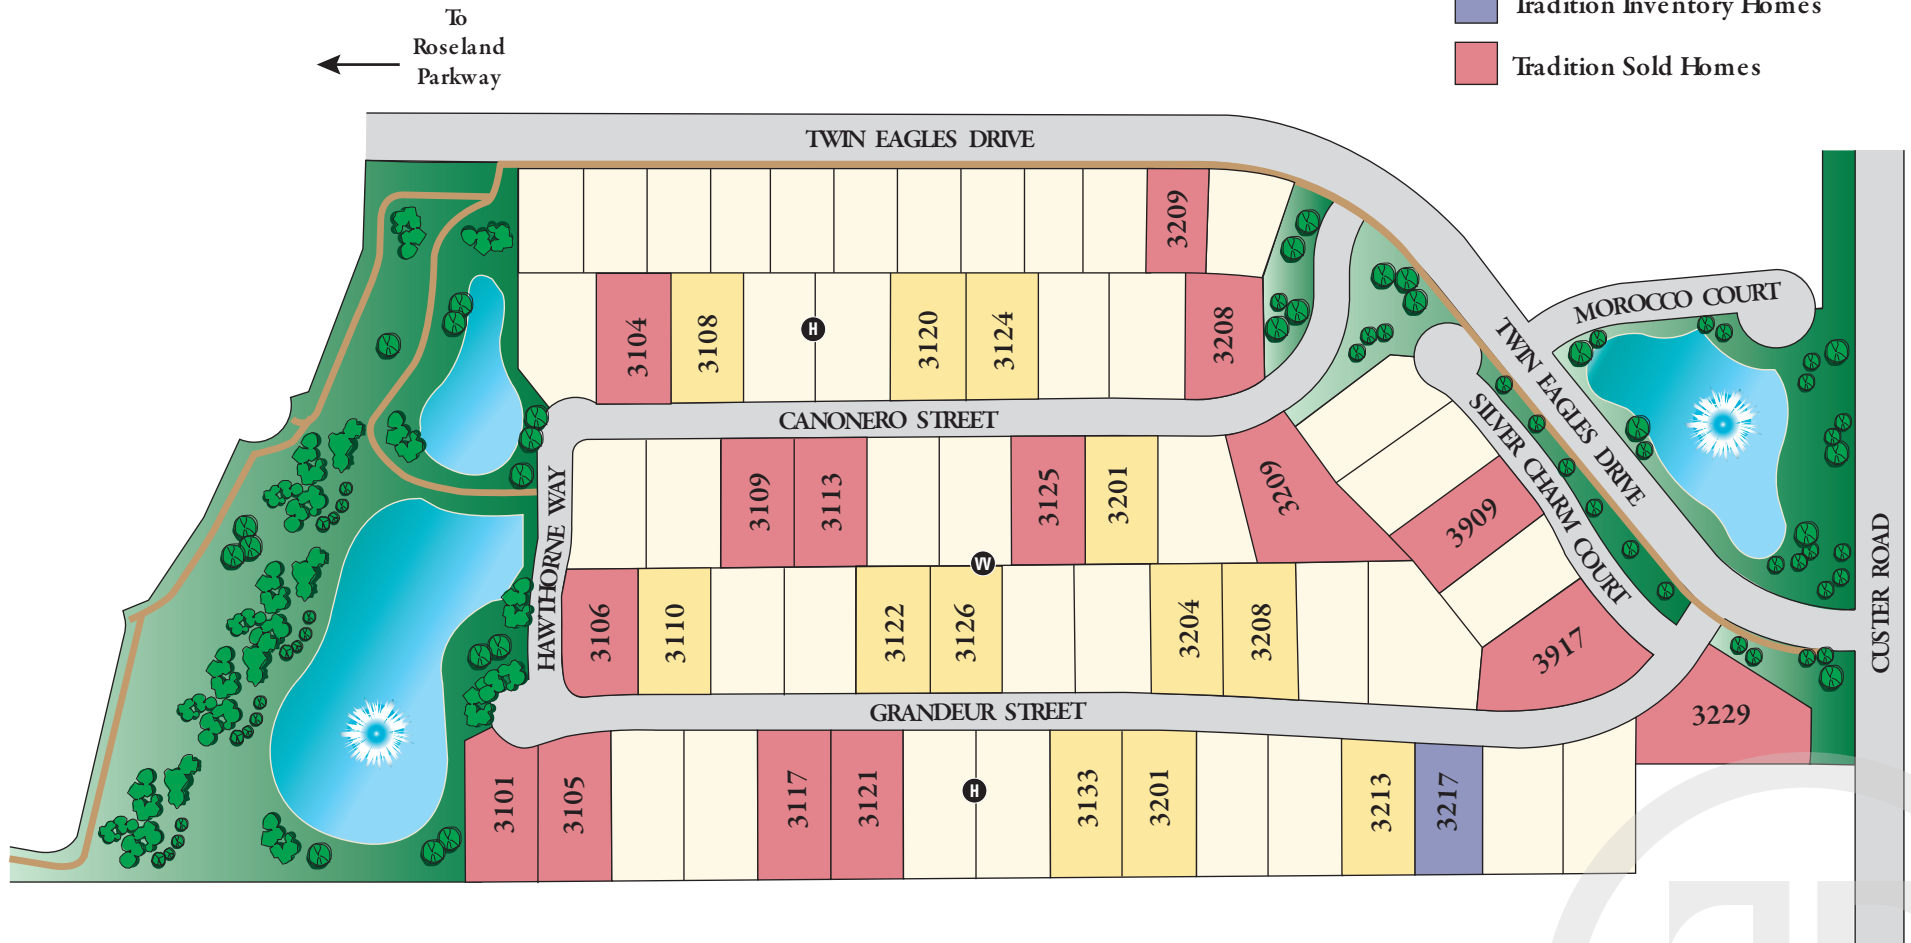 Tradition Inventory Homes
To
Roseland
Parkway
Tradition Sold Homes
TWIN EAGLES DRIVE
3209
MOROCCO COURT
3104
3108
H
3120
3124
3208
TWIN EAGLES DRIVE
CANONERO STREET
SILVER CHARM COURT
HAWTHORNE WAY
3109
3113
3125
3201
3209
3909
W
CUSTER ROAD
3106
3110
3122
3126
3204
3208
3917
GRANDEUR STREET
3229
3101
3105
3117
3121
H
3133
3201
3213
3217